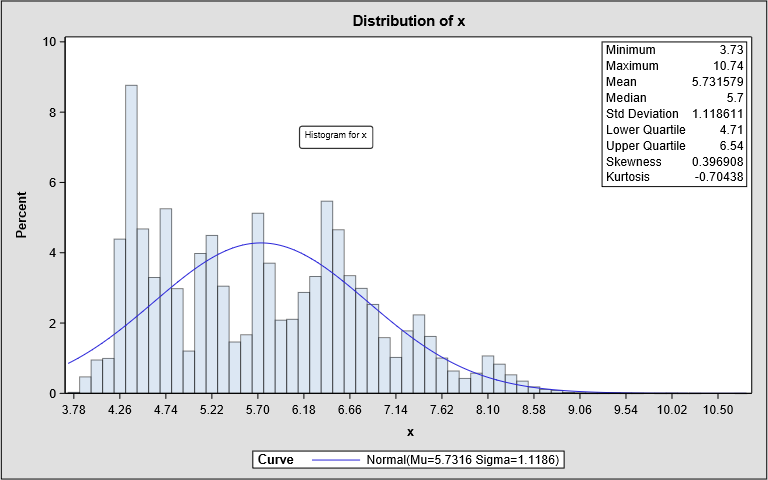 Distribution of x
10
8
6
4
2
0
Percent
Histogram for x
Minimum 3.73
Maximum 10.74
Mean 5.731579
Median 5.7
Std Deviation 1.118611
Lower Quartile 4.71
Upper Quartile 6.54
Skewness 0.396908
Kurtosis -0.70438
3.78 4.26 4.74 5.22 5.70 6.18 6.66 7.14 7.62 8.10 8.58 9.06 9.54 10.02 10.50
x
Curve Normal(Mu=5.7316 Sigma=1.1186)